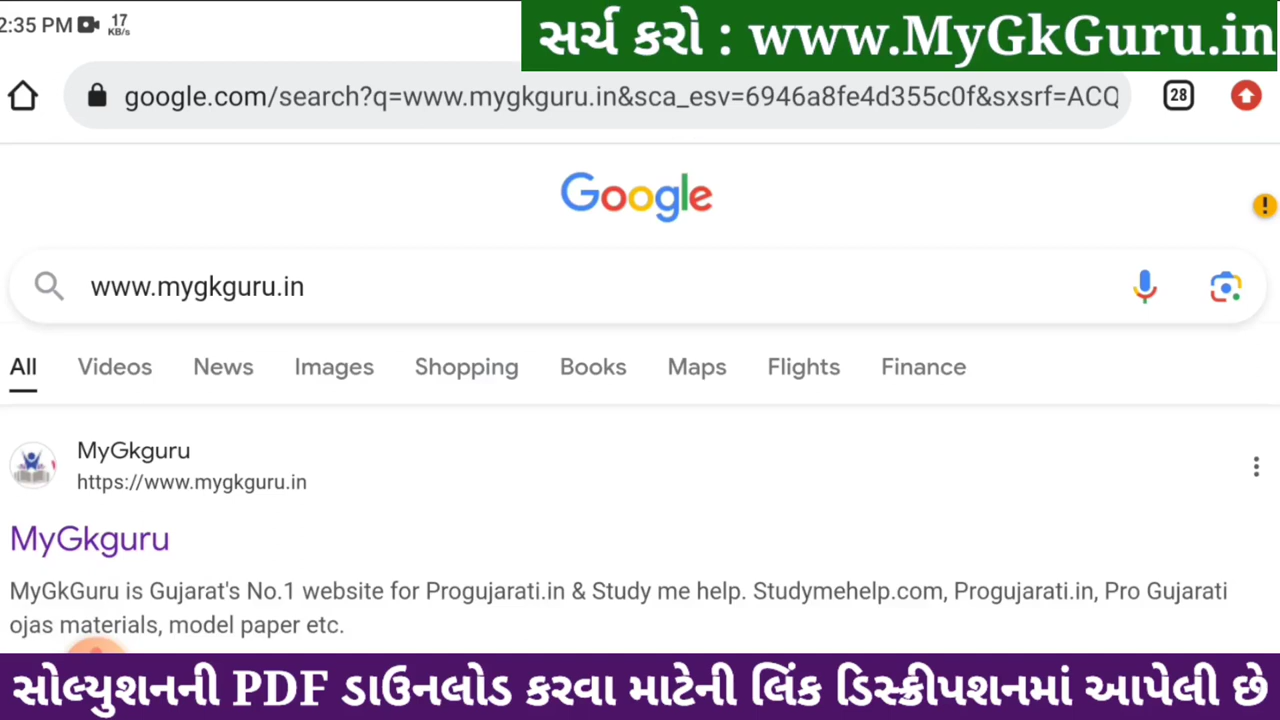 2:35 PM 17 KB/s
સર્ચ કરો : www.MyGkGuru.in
google.com/search?q=www.mygkguru.in&sca_esv=6946a8fe4d355c0f&sxsrf=ACQ
28
Google
www.mygkguru.in
All Videos News Images Shopping Books Maps Flights Finance
MyGkguru
https://www.mygkguru.in
MyGkguru
MyGkGuru is Gujarat's No.1 website for Progujarati.in & Study me help. Studymehelp.com, Progujarati.in, Pro Gujarati
ojas materials, model paper etc.
સોલ્યુશનની PDF ડાઉનલોડ કરવા માટેની લિંક ડિસ્ક્રીપશનમાં આપેલી છે